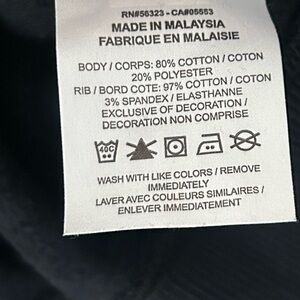 RN#56323 - CA#05553
MADE IN MALAYSIA
FABRIQUE EN MALAISIE
BODY / CORPS: 80% COTTON / COTON
20% POLYESTER
RIB / BORD COTE: 97% COTTON / COTON
3% SPANDEX / ELASTHANNE
EXCLUSIVE OF DECORATION /
DECORATION NON COMPRISE
40C
WASH WITH LIKE COLORS / REMOVE
IMMEDIATELY
LAVER AVEC COULEURS SIMILAIRES /
ENLEVER IMMEDIATEMENT